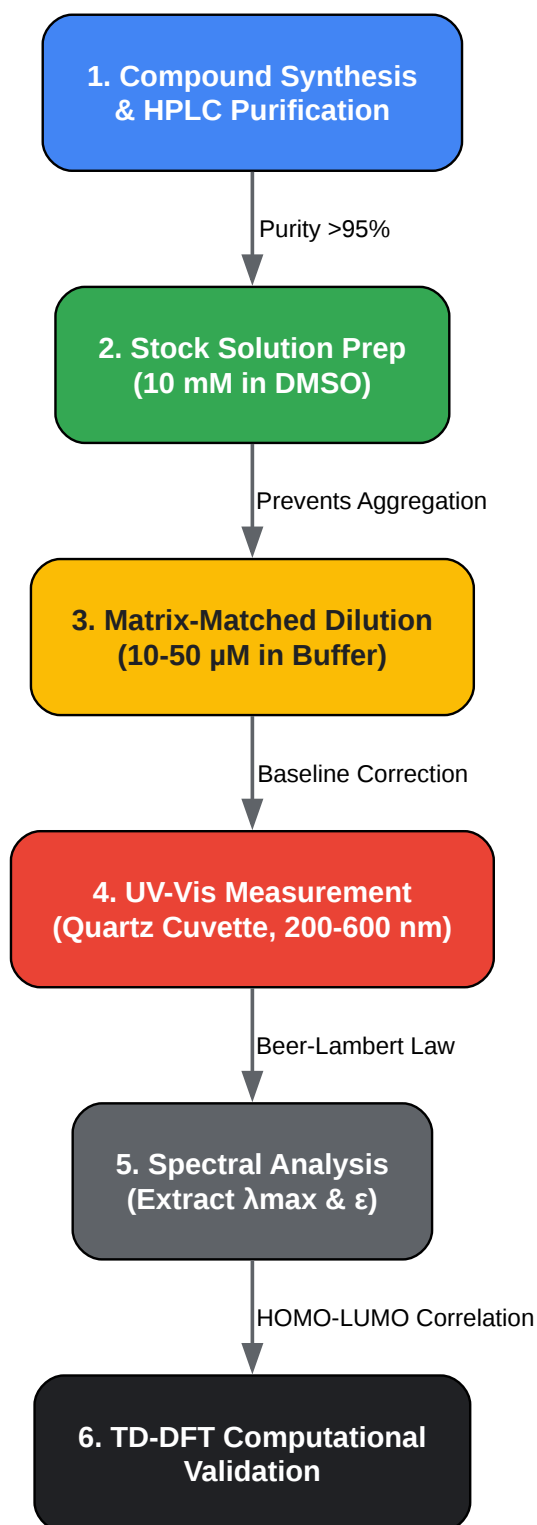 1. Compound Synthesis
& HPLC Purification
Purity >95%
2. Stock Solution Prep
(10 mM in DMSO)
Prevents Aggregation
3. Matrix-Matched Dilution
(10-50 µM in Buffer)
Baseline Correction
4. UV-Vis Measurement
(Quartz Cuvette, 200-600 nm)
Beer-Lambert Law
5. Spectral Analysis
(Extract λmax & ε)
HOMO-LUMO Correlation
6. TD-DFT Computational
Validation